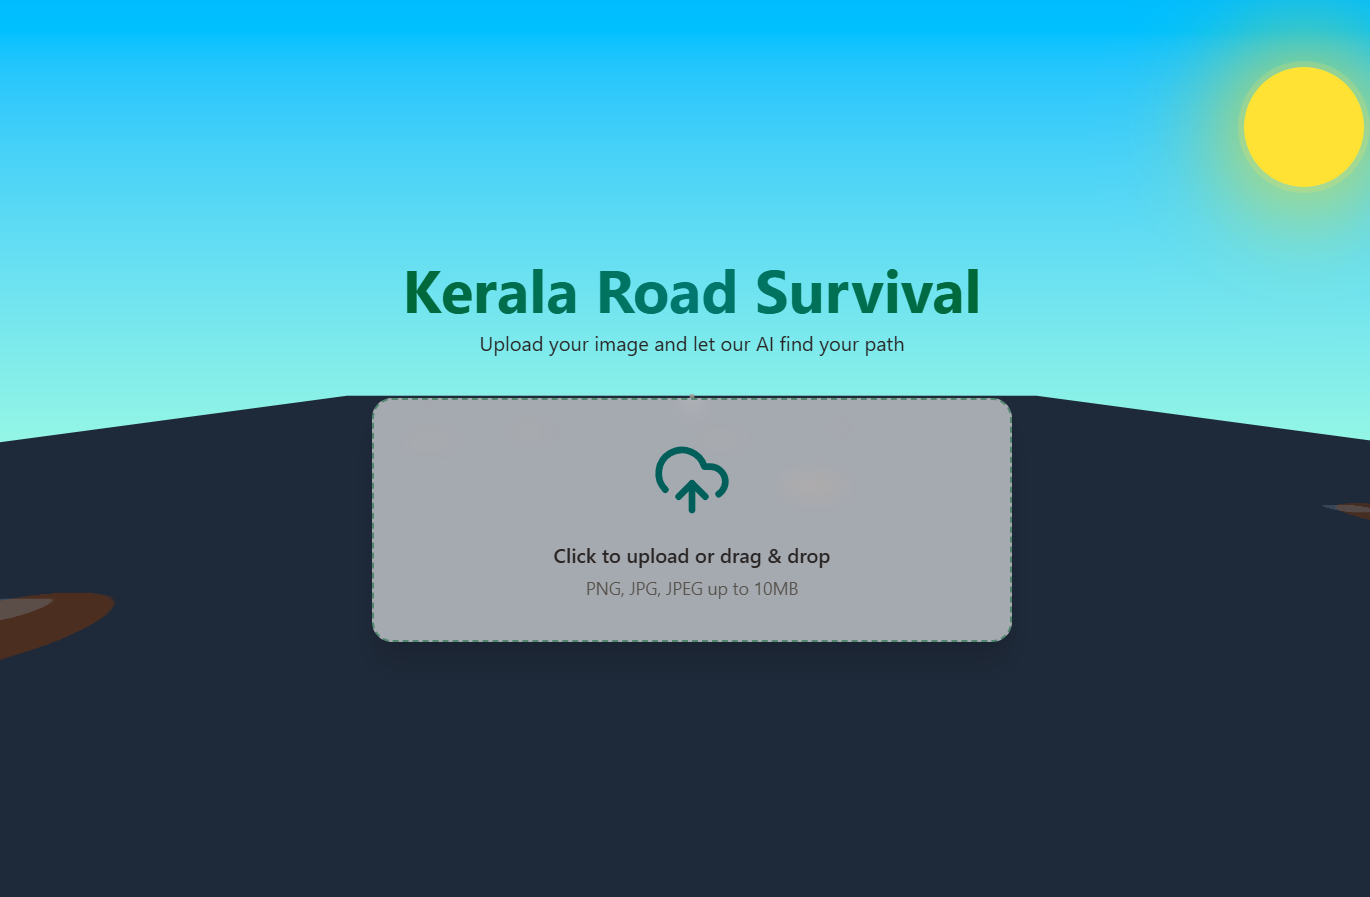 Kerala Road Survival
Upload your image and let our AI find your path
Click to upload or drag & drop
PNG, JPG, JPEG up to 10MB